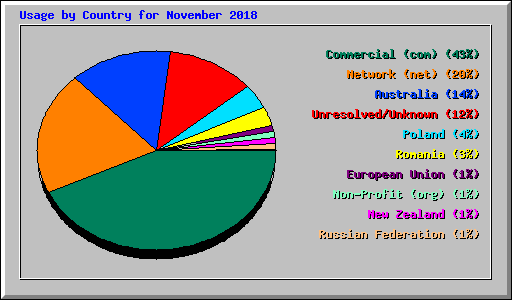 Usage by Country for November 2018
Commercial (com) (43%)
Network (net) (20%)
Australia (14%)
Unresolved/Unknown (12%)
Poland (4%)
Romania (3%)
European Union (1%)
Non-Profit (org) (1%)
New Zealand (1%)
Russian Federation (1%)